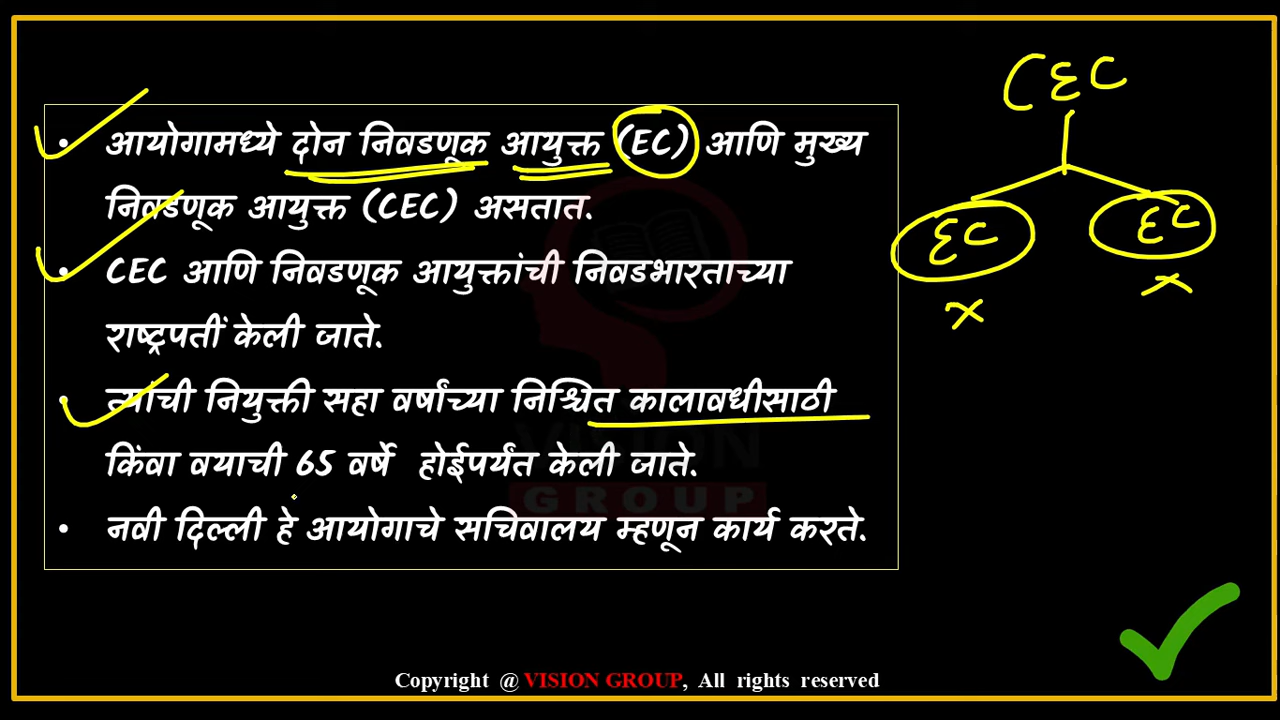 CEC
• आयोगामध्ये दोन निवडणूक आयुक्त (EC) आणि मुख्य
निवडणूक आयुक्त (CEC) असतात.
EC EC
• CEC आणि निवडणूक आयुक्तांची निवडभारताच्या
राष्ट्रपतीं केली जाते.
x x
• त्यांची नियुक्ती सहा वर्षांच्या निश्चित कालावधीसाठी
किंवा वयाची 65 वर्षे होईपर्यंत केली जाते.
VISION
GROUP
• नवी दिल्ली हे आयोगाचे सचिवालय म्हणून कार्य करते.
Copyright @ VISION GROUP, All rights reserved